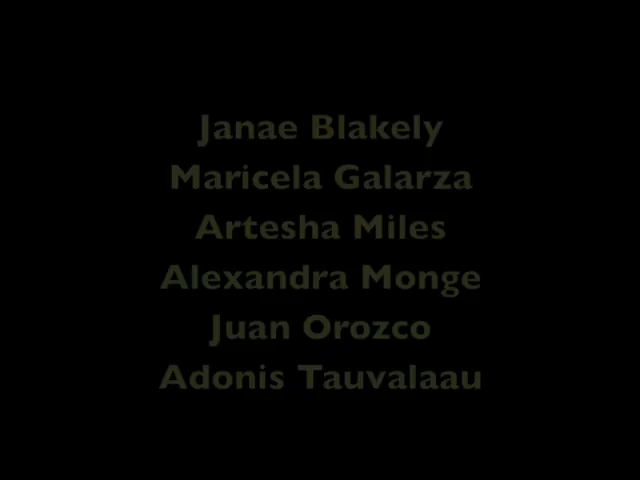 Janae Blakely
Maricela Galarza
Artesha Miles
Alexandra Monge
Juan Orozco
Adonis Tauvalaau